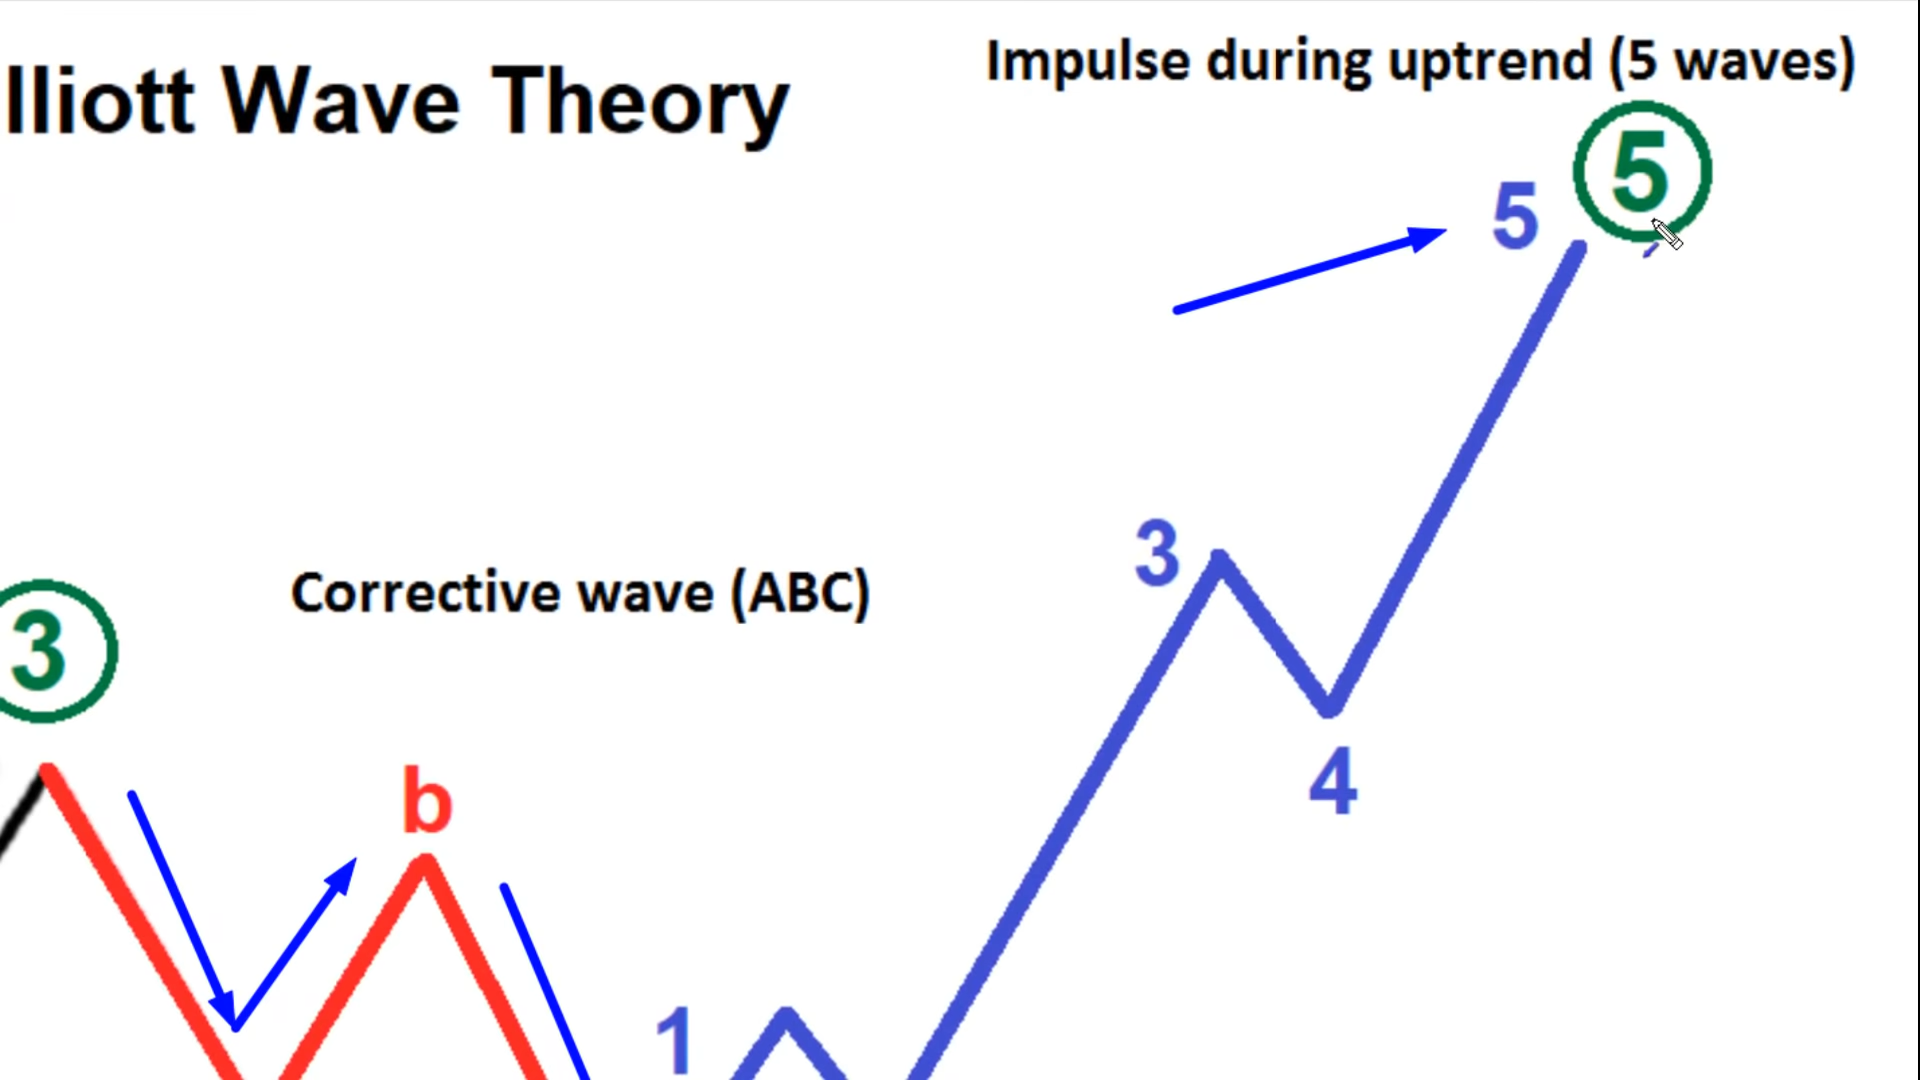 Impulse during uptrend (5 waves)
lliott Wave Theory
5
5
3
Corrective wave (ABC)
3
4
b
1